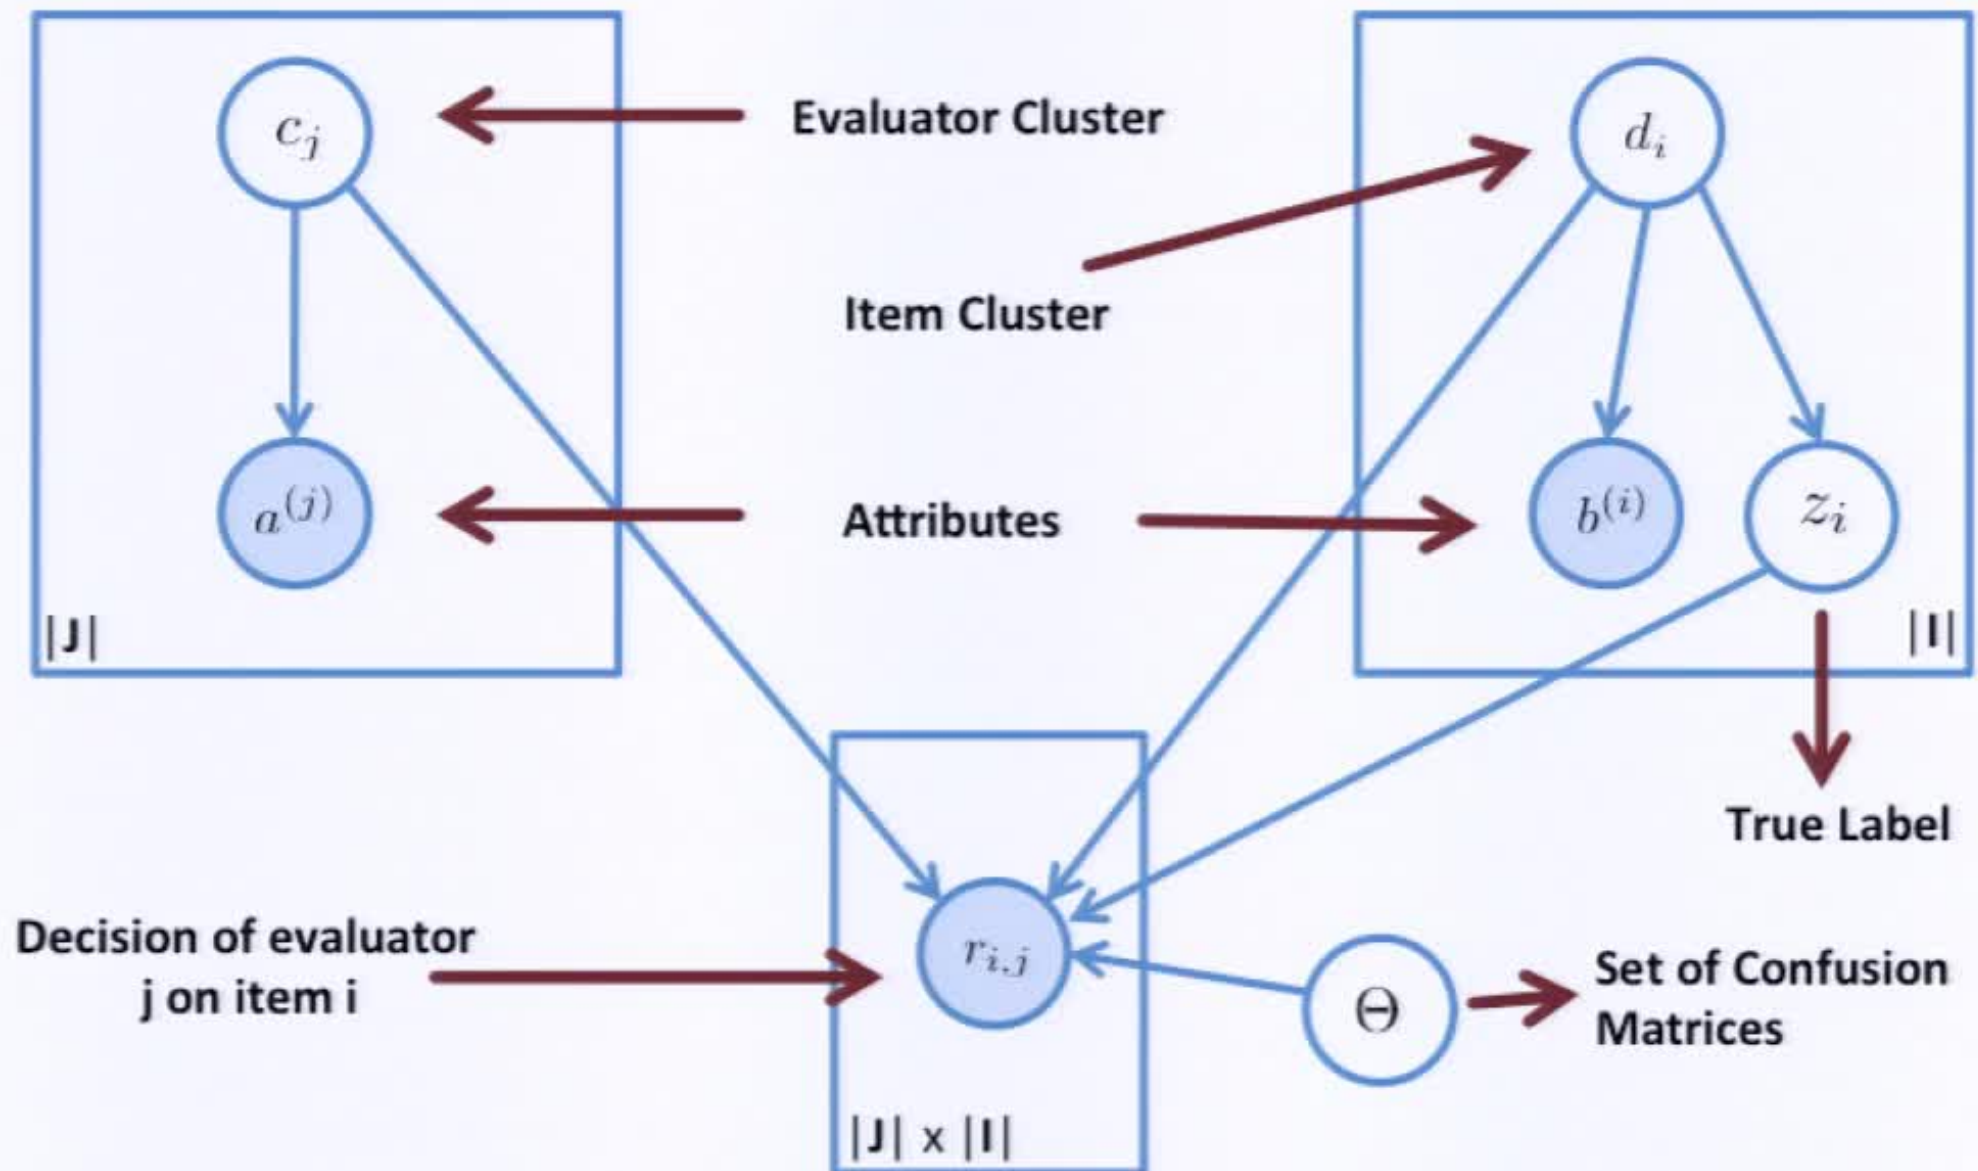 c_j
Evaluator Cluster
d_i
Item Cluster
a^{(j)}
Attributes
b^{(i)}
z_i
|J|
|I|
True Label
Decision of evaluator
j on item i
r_{i,j}
Θ
Set of Confusion
Matrices
|J| x |I|